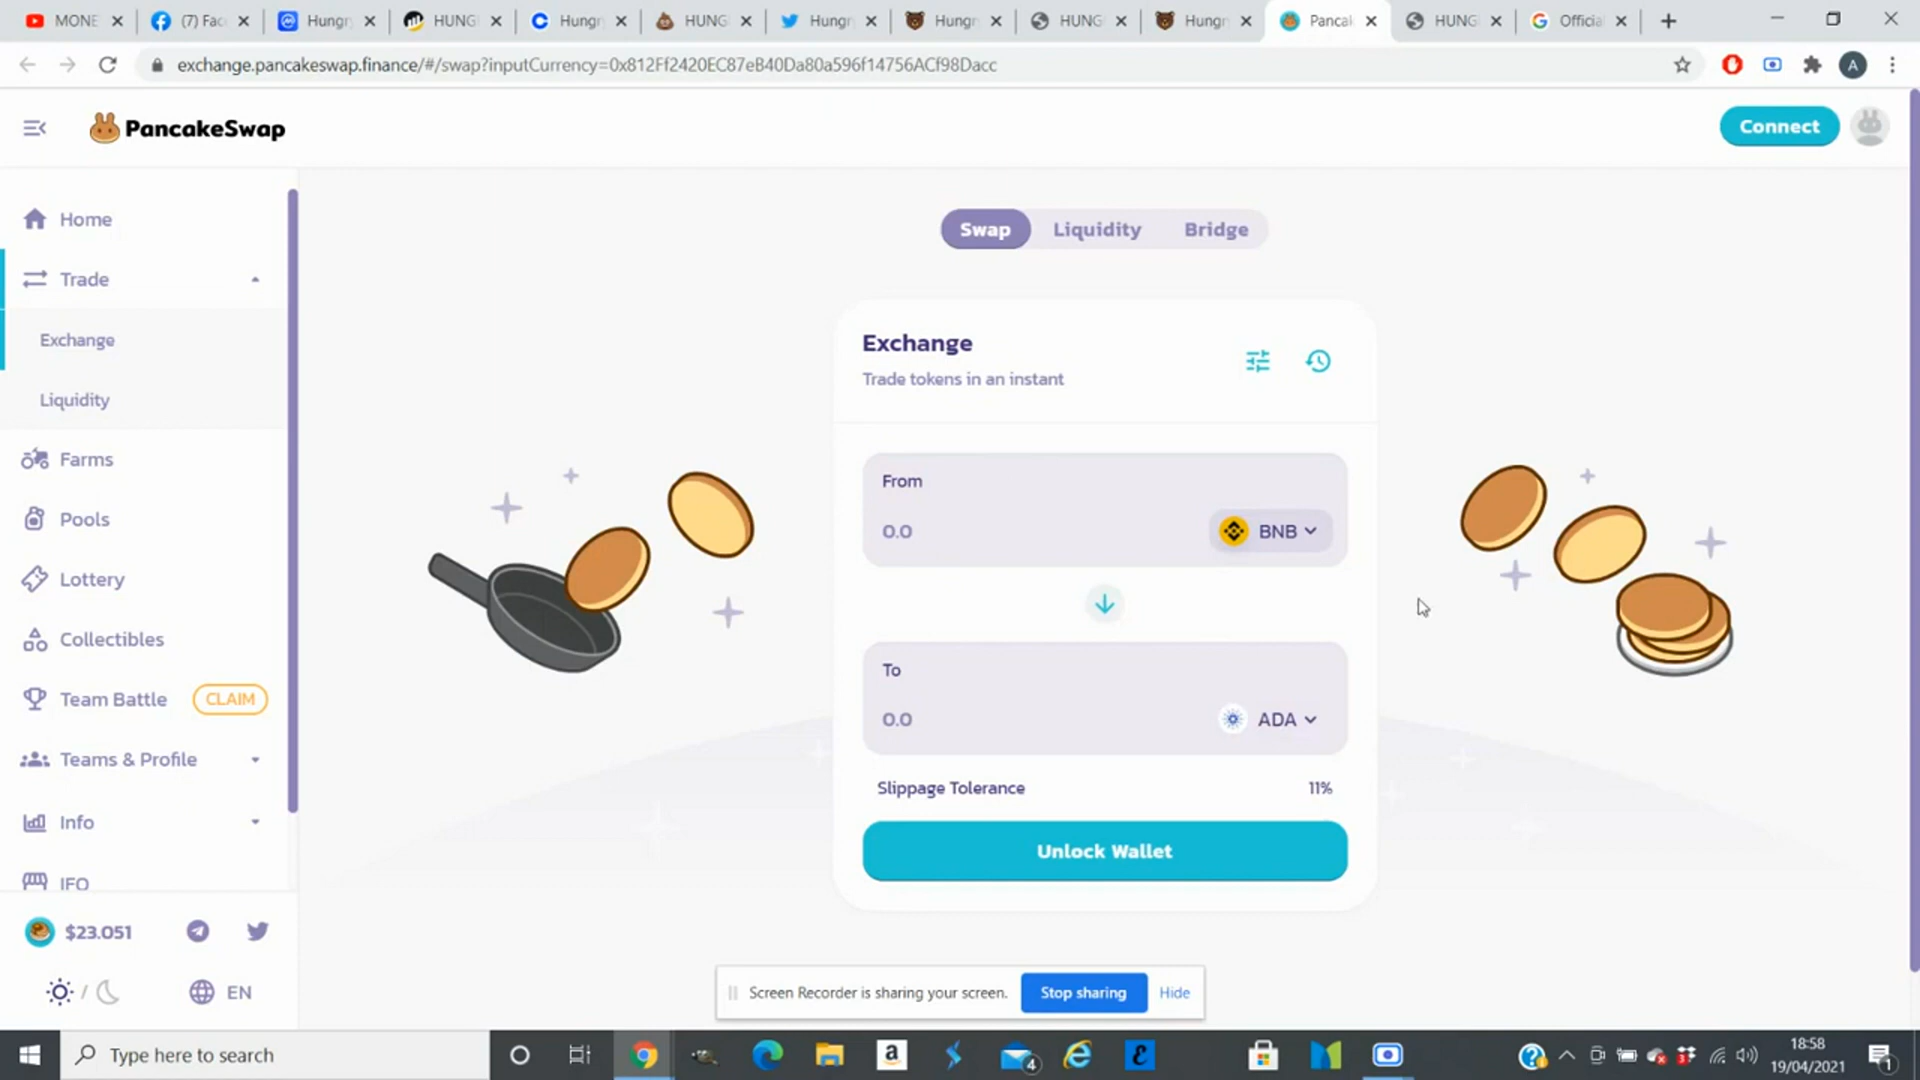 MONE
(7) Fac
Hungr
HUNG
Hungr
HUNG
Hungr
Hungr
HUNG
Hungr
Pancak
HUNG
Officia
exchange.pancakeswap.finance/#/swap?inputCurrency=0x812Ff2420EC87eB40Da80a596f14756ACf98Dacc
A
PancakeSwap
Connect
Home
Trade
Exchange
Liquidity
Farms
Pools
Lottery
Collectibles
Team Battle CLAIM
Teams & Profile
Info
IFO
$23.051
/
EN
Swap Liquidity Bridge
Exchange
Trade tokens in an instant
From
0.0 BNB
To
0.0 ADA
Slippage Tolerance 11%
Unlock Wallet
Screen Recorder is sharing your screen. Stop sharing Hide
Type here to search
4
18:58
19/04/2021
1